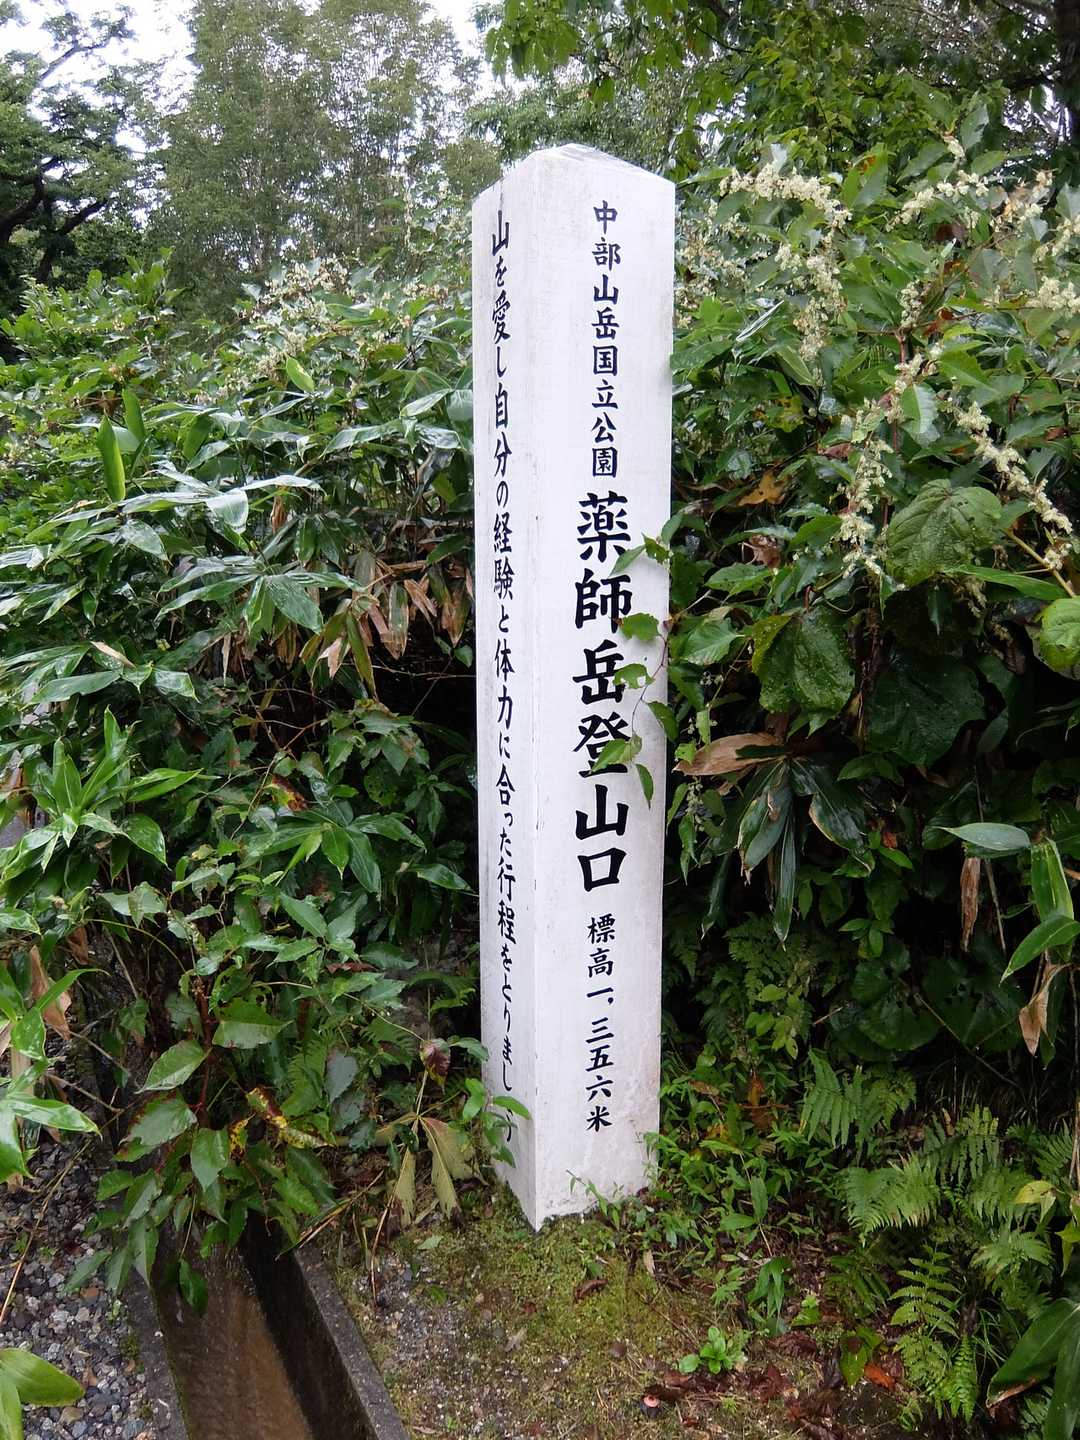 中部山岳国立公園 薬師岳登山口 標高一、三五六米
山を愛し自分の経験と体力に合った行程をとりましょう